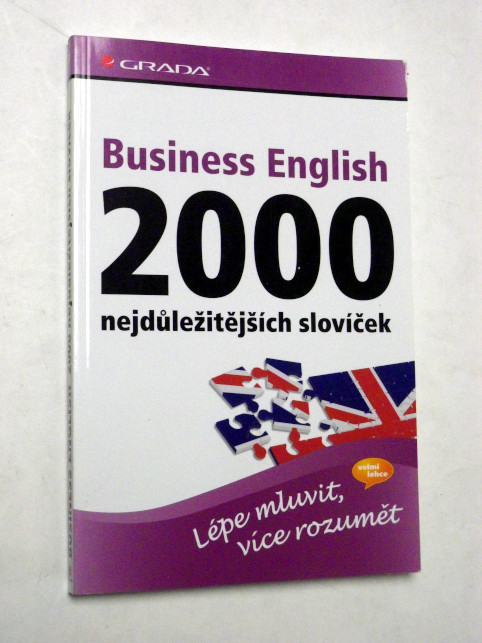 GRADA
Business English
2000
nejdůležitějších slovíček
velmi
lehce
Lépe mluvit,
více rozumět